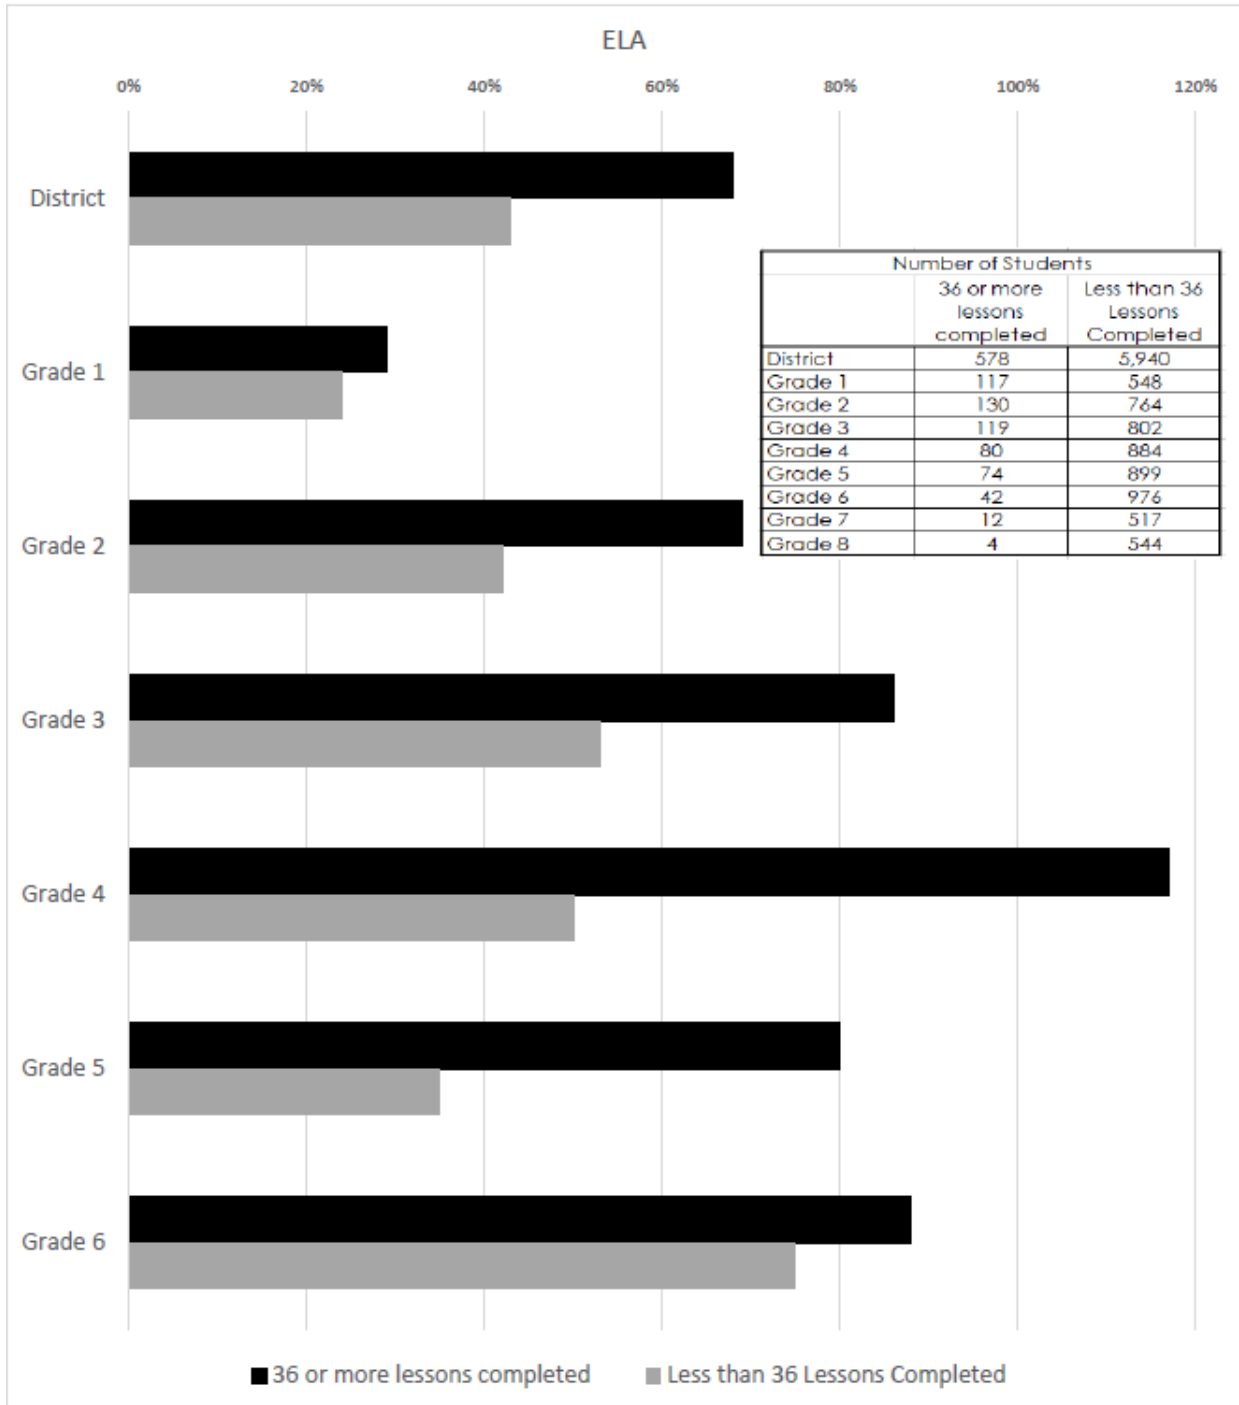 ELA
0% 20% 40% 60% 80% 100% 120%
District
Grade 1
Grade 2
Grade 3
Grade 4
Grade 5
Grade 6
Number of Students
36 or more lessons completed Less than 36 Lessons Completed
District 578 5,940
Grade 1 117 548
Grade 2 130 764
Grade 3 119 802
Grade 4 80 884
Grade 5 74 899
Grade 6 42 976
Grade 7 12 517
Grade 8 4 544
36 or more lessons completed Less than 36 Lessons Completed